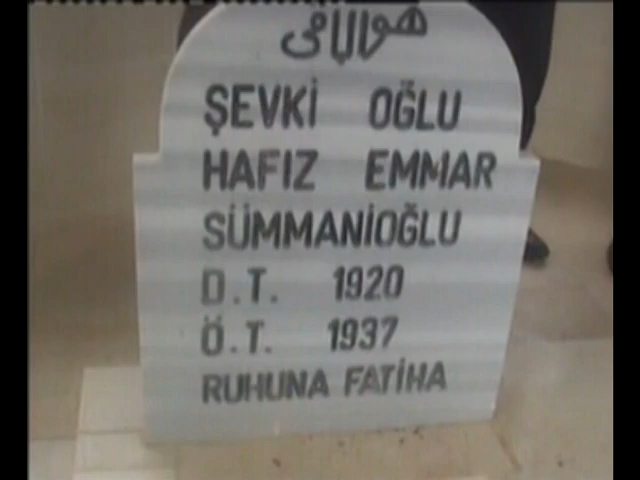 هوالباقی
ŞEVKİ OĞLU
HAFIZ EMMAR
SÜMMANİOĞLU
D.T. 1920
Ö.T. 1937
RUHUNA FATİHA